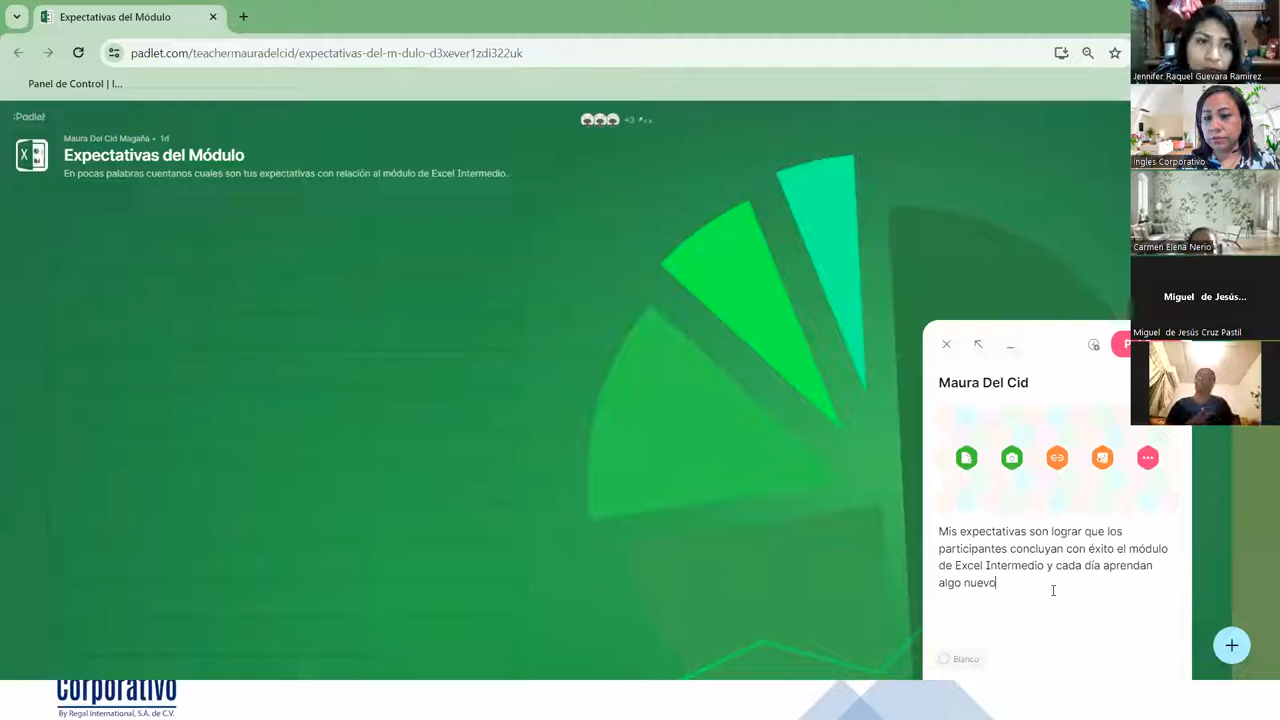 Expectativas del Módulo
padlet.com/teachermauradelcid/expectativas-del-m-dulo-d3xever1zdi322uk
Panel de Control | I...
:Padlet
Maura Del Cid Magaña • 1d
Expectativas del Módulo
En pocas palabras cuentanos cuales son tus expectativas con relación al módulo de Excel Intermedio.
+3
Maura Del Cid
Mis expectativas son lograr que los
participantes concluyan con éxito el módulo
de Excel Intermedio y cada día aprendan
algo nuevo
Blanco
Jennifer Raquel Guevara Ramirez
Ingles Corporativo
Carmen Elena Nerio
Miguel de Jesús...
Miguel de Jesús Cruz Pastil
Corporativo
By Regal International, S.A. de C.V.